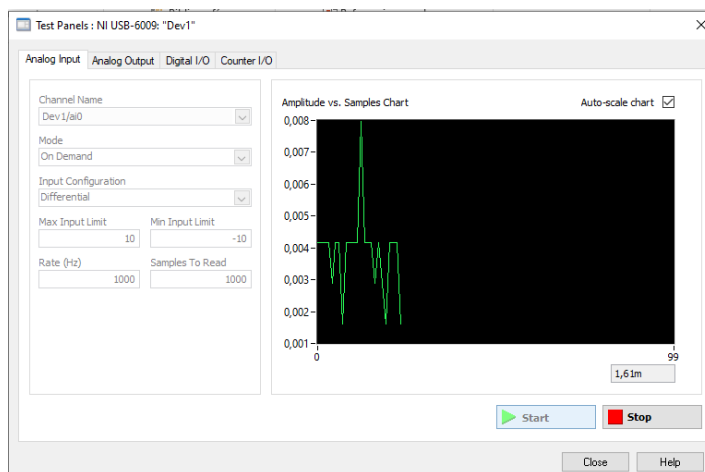 Test Panels : NI USB-6009: "Dev1"
Analog Input Analog Output Digital I/O Counter I/O
Channel Name
Dev1/ai0
Mode
On Demand
Input Configuration
Differential
Max Input Limit Min Input Limit
10 -10
Rate (Hz) Samples To Read
1000 1000
Amplitude vs. Samples Chart Auto-scale chart
0,008
0,007
0,006
0,005
0,004
0,003
0,002
0,001
0 99
1,61m
Start Stop
Close Help